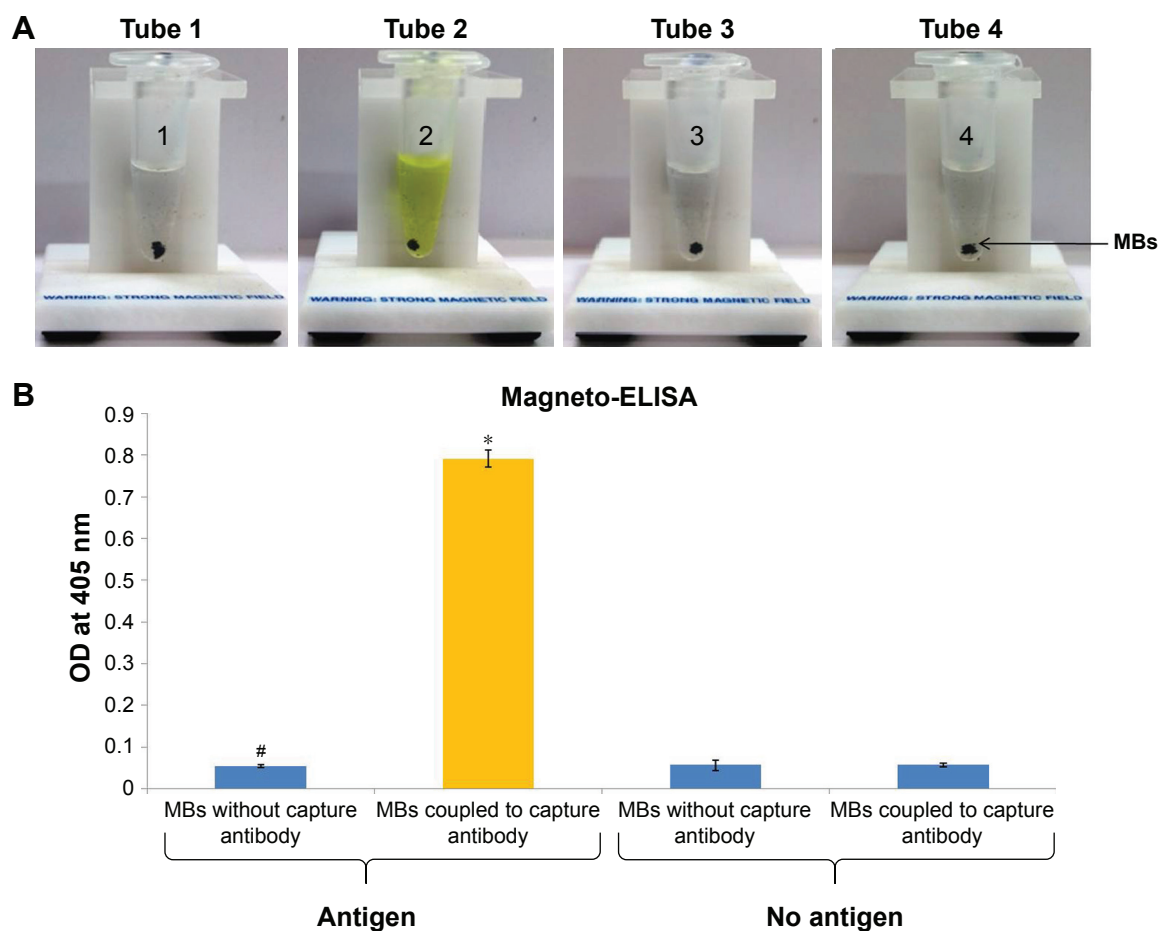 A
Tube 1 Tube 2 Tube 3 Tube 4
1 2 3 4
MBs
WARNING: STRONG MAGNETIC FIELD WARNING: STRONG MAGNETIC FIELD WARNING: STRONG MAGNETIC FIELD WARNING: STRONG MAGNETIC FIELD
B
Magneto-ELISA
OD at 405 nm
0.9
0.8
0.7
0.6
0.5
0.4
0.3
0.2
0.1
0
#
*
MBs without capture
antibody
MBs coupled to capture
antibody
MBs without capture
antibody
MBs coupled to capture
antibody
Antigen
No antigen